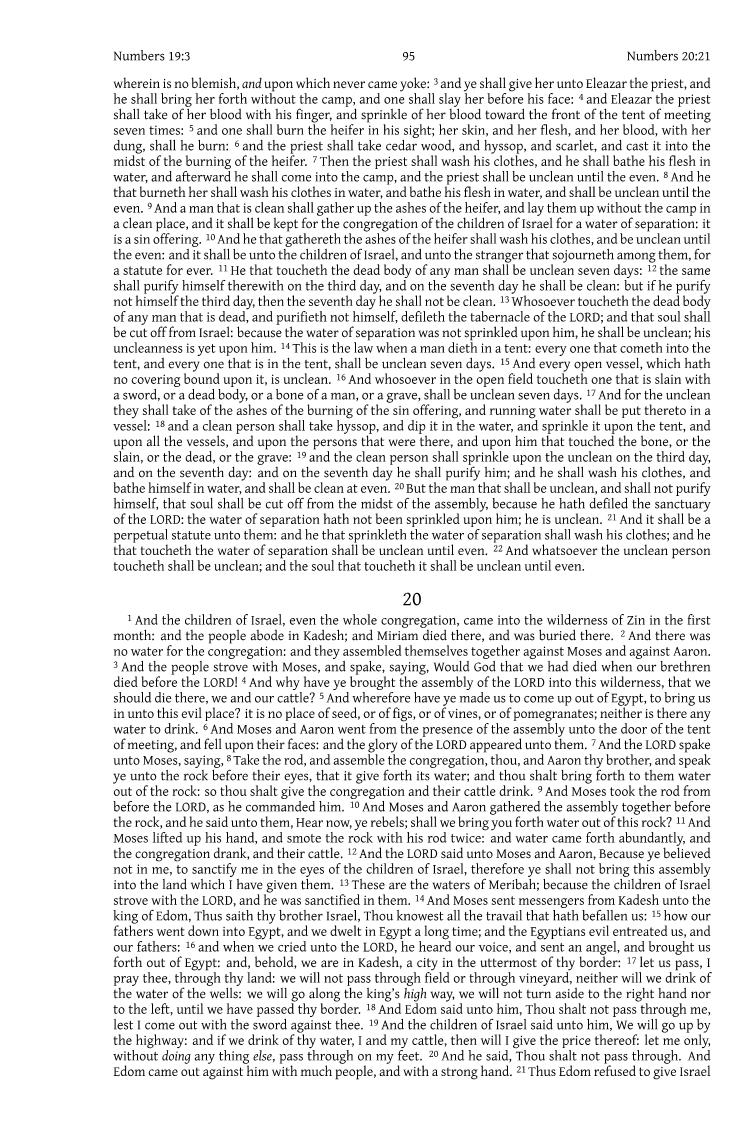 Numbers 19:3 95 Numbers 20:21
wherein is no blemish, and upon which never came yoke: 3 and ye shall give her unto Eleazar the priest, and
he shall bring her forth without the camp, and one shall slay her before his face: 4 and Eleazar the priest
shall take of her blood with his finger, and sprinkle of her blood toward the front of the tent of meeting
seven times: 5 and one shall burn the heifer in his sight; her skin, and her flesh, and her blood, with her
dung, shall he burn: 6 and the priest shall take cedar wood, and hyssop, and scarlet, and cast it into the
midst of the burning of the heifer. 7 Then the priest shall wash his clothes, and he shall bathe his flesh in
water, and afterward he shall come into the camp, and the priest shall be unclean until the even. 8 And he
that burneth her shall wash his clothes in water, and bathe his flesh in water, and shall be unclean until the
even. 9 And a man that is clean shall gather up the ashes of the heifer, and lay them up without the camp in
a clean place, and it shall be kept for the congregation of the children of Israel for a water of separation: it
is a sin offering. 10 And he that gathereth the ashes of the heifer shall wash his clothes, and be unclean until
the even: and it shall be unto the children of Israel, and unto the stranger that sojourneth among them, for
a statute for ever. 11 He that toucheth the dead body of any man shall be unclean seven days: 12 the same
shall purify himself therewith on the third day, and on the seventh day he shall be clean: but if he purify
not himself the third day, then the seventh day he shall not be clean. 13 Whosoever toucheth the dead body
of any man that is dead, and purifieth not himself, defileth the tabernacle of the LORD; and that soul shall
be cut off from Israel: because the water of separation was not sprinkled upon him, he shall be unclean; his
uncleanness is yet upon him. 14 This is the law when a man dieth in a tent: every one that cometh into the
tent, and every one that is in the tent, shall be unclean seven days. 15 And every open vessel, which hath
no covering bound upon it, is unclean. 16 And whosoever in the open field toucheth one that is slain with
a sword, or a dead body, or a bone of a man, or a grave, shall be unclean seven days. 17 And for the unclean
they shall take of the ashes of the burning of the sin offering, and running water shall be put thereto in a
vessel: 18 and a clean person shall take hyssop, and dip it in the water, and sprinkle it upon the tent, and
upon all the vessels, and upon the persons that were there, and upon him that touched the bone, or the
slain, or the dead, or the grave: 19 and the clean person shall sprinkle upon the unclean on the third day,
and on the seventh day: and on the seventh day he shall purify him; and he shall wash his clothes, and
bathe himself in water, and shall be clean at even. 20 But the man that shall be unclean, and shall not purify
himself, that soul shall be cut off from the midst of the assembly, because he hath defiled the sanctuary
of the LORD: the water of separation hath not been sprinkled upon him; he is unclean. 21 And it shall be a
perpetual statute unto them: and he that sprinkleth the water of separation shall wash his clothes; and he
that toucheth the water of separation shall be unclean until even. 22 And whatsoever the unclean person
toucheth shall be unclean; and the soul that toucheth it shall be unclean until even.
20
1 And the children of Israel, even the whole congregation, came into the wilderness of Zin in the first
month: and the people abode in Kadesh; and Miriam died there, and was buried there. 2 And there was
no water for the congregation: and they assembled themselves together against Moses and against Aaron.
3 And the people strove with Moses, and spake, saying, Would God that we had died when our brethren
died before the LORD! 4 And why have ye brought the assembly of the LORD into this wilderness, that we
should die there, we and our cattle? 5 And wherefore have ye made us to come up out of Egypt, to bring us
in unto this evil place? it is no place of seed, or of figs, or of vines, or of pomegranates; neither is there any
water to drink. 6 And Moses and Aaron went from the presence of the assembly unto the door of the tent
of meeting, and fell upon their faces: and the glory of the LORD appeared unto them. 7 And the LORD spake
unto Moses, saying, 8 Take the rod, and assemble the congregation, thou, and Aaron thy brother, and speak
ye unto the rock before their eyes, that it give forth its water; and thou shalt bring forth to them water
out of the rock: so thou shalt give the congregation and their cattle drink. 9 And Moses took the rod from
before the LORD, as he commanded him. 10 And Moses and Aaron gathered the assembly together before
the rock, and he said unto them, Hear now, ye rebels; shall we bring you forth water out of this rock? 11 And
Moses lifted up his hand, and smote the rock with his rod twice: and water came forth abundantly, and
the congregation drank, and their cattle. 12 And the LORD said unto Moses and Aaron, Because ye believed
not in me, to sanctify me in the eyes of the children of Israel, therefore ye shall not bring this assembly
into the land which I have given them. 13 These are the waters of Meribah; because the children of Israel
strove with the LORD, and he was sanctified in them. 14 And Moses sent messengers from Kadesh unto the
king of Edom, Thus saith thy brother Israel, Thou knowest all the travail that hath befallen us: 15 how our
fathers went down into Egypt, and we dwelt in Egypt a long time; and the Egyptians evil entreated us, and
our fathers: 16 and when we cried unto the LORD, he heard our voice, and sent an angel, and brought us
forth out of Egypt: and, behold, we are in Kadesh, a city in the uttermost of thy border: 17 let us pass, I
pray thee, through thy land: we will not pass through field or through vineyard, neither will we drink of
the water of the wells: we will go along the king's high way, we will not turn aside to the right hand nor
to the left, until we have passed thy border. 18 And Edom said unto him, Thou shalt not pass through me,
lest I come out with the sword against thee. 19 And the children of Israel said unto him, We will go up by
the highway: and if we drink of thy water, I and my cattle, then will I give the price thereof: let me only,
without doing any thing else, pass through on my feet. 20 And he said, Thou shalt not pass through. And
Edom came out against him with much people, and with a strong hand. 21 Thus Edom refused to give Israel